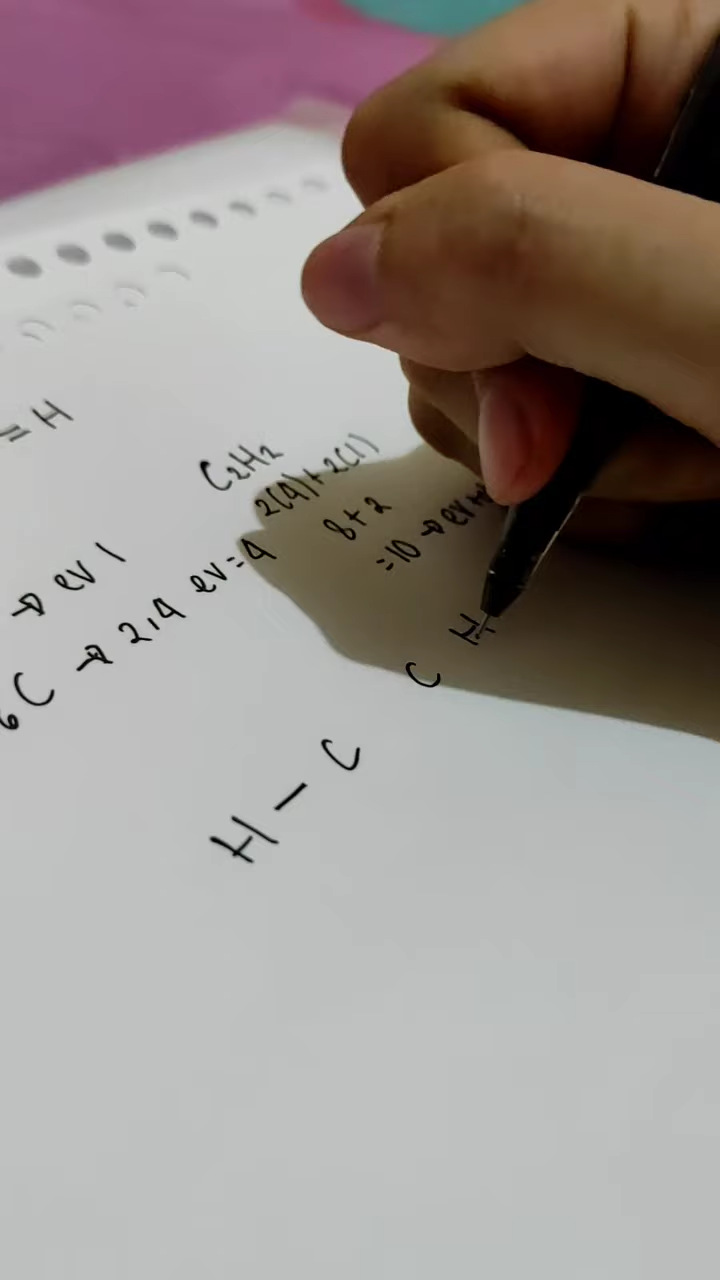 = H
→ ev 1
6C → 2,4 ev = 4
C2H2
2(4)+2(1)
8+2
=10 → ev
H – C C H